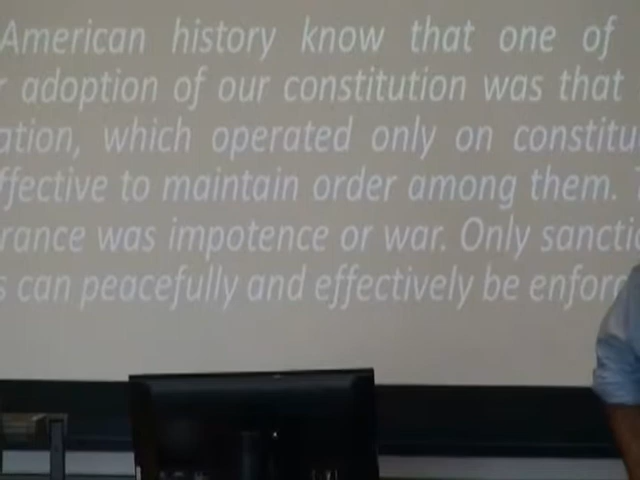 American history know that one of
r adoption of our constitution was that
ation, which operated only on constitu
ffective to maintain order among them. T
rance was impotence or war. Only sanctio
s can peacefully and effectively be enforc